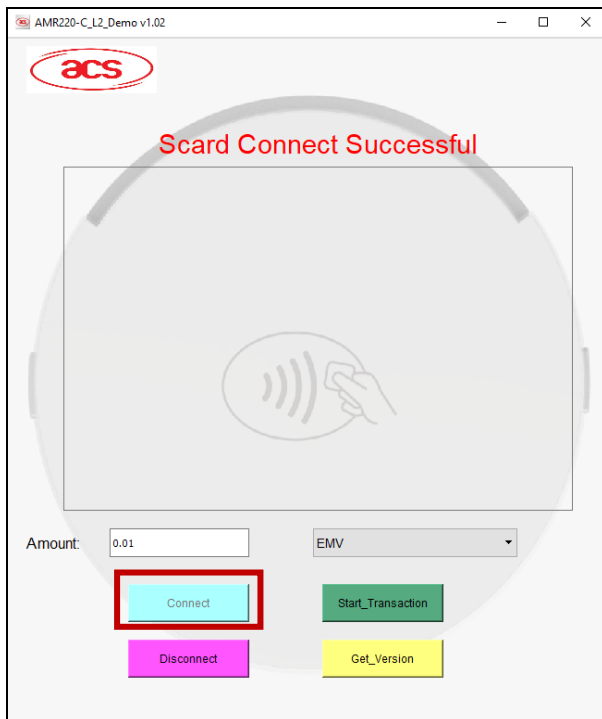 AMR220-C_L2_Demo v1.02
acs
Scard Connect Successful
Amount:
0.01
EMV
Connect
Start_Transaction
Disconnect
Get_Version